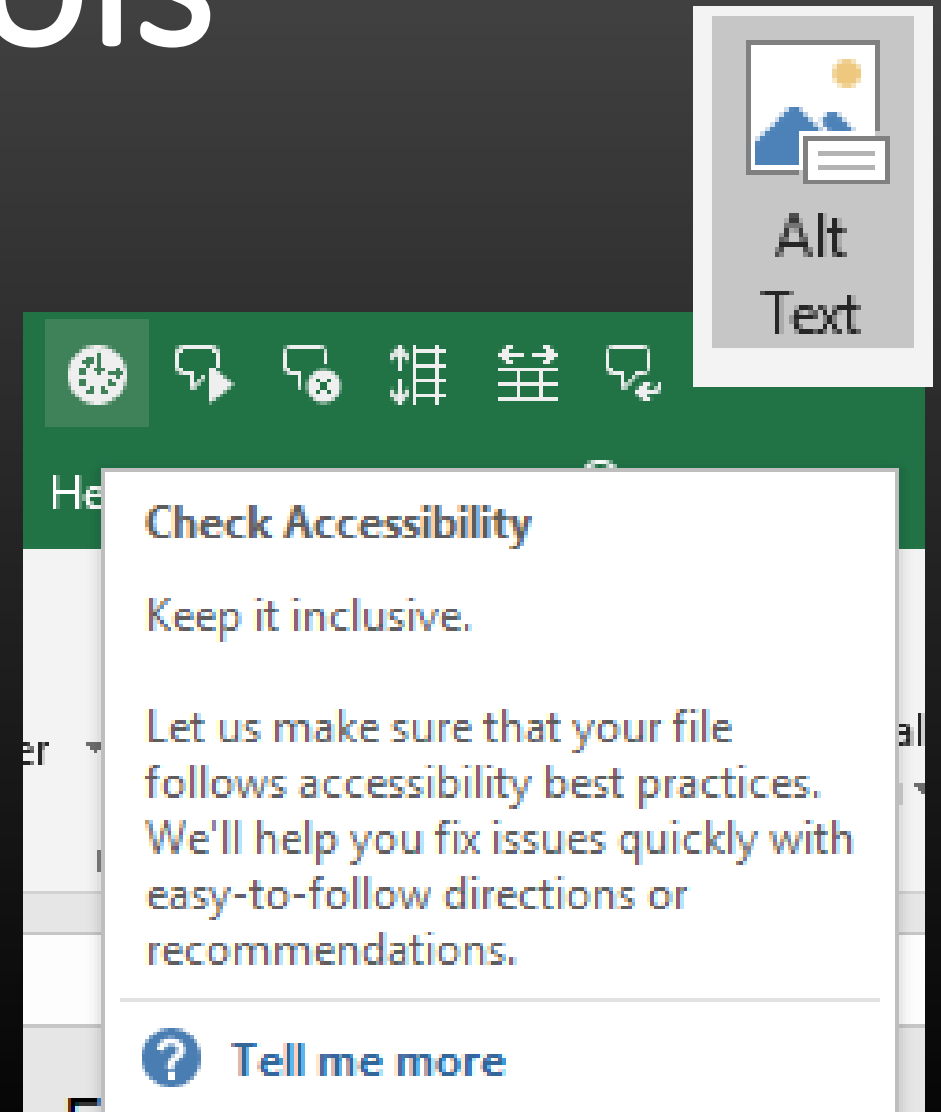 Alt
Text
Check Accessibility
Keep it inclusive.
Let us make sure that your file
follows accessibility best practices.
We'll help you fix issues quickly with
easy-to-follow directions or
recommendations.
Tell me more